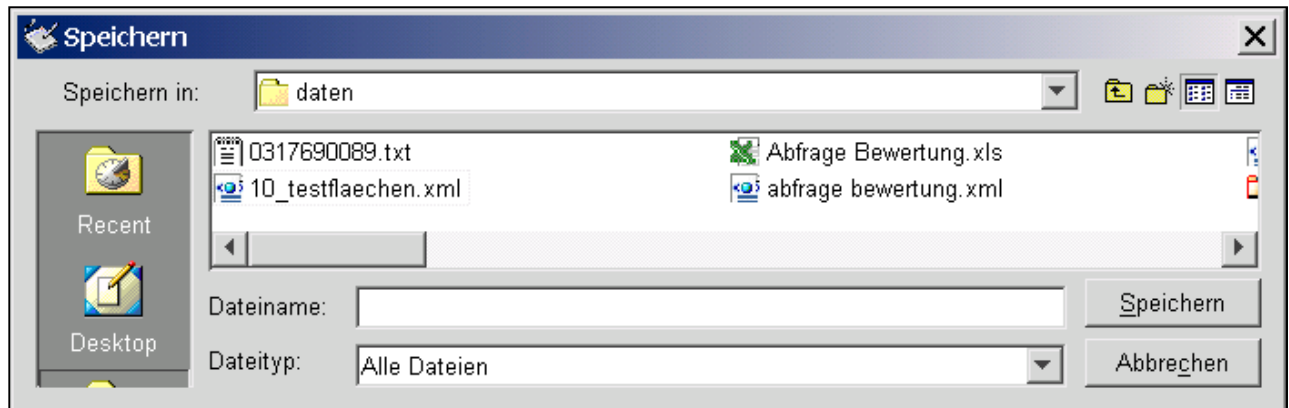 Speichern
Speichern in: daten
0317690089.txt Abfrage Bewertung.xls
10_testflaechen.xml abfrage bewertung.xml
Recent
Desktop
Dateiname: Speichern
Dateityp: Alle Dateien Abbrechen